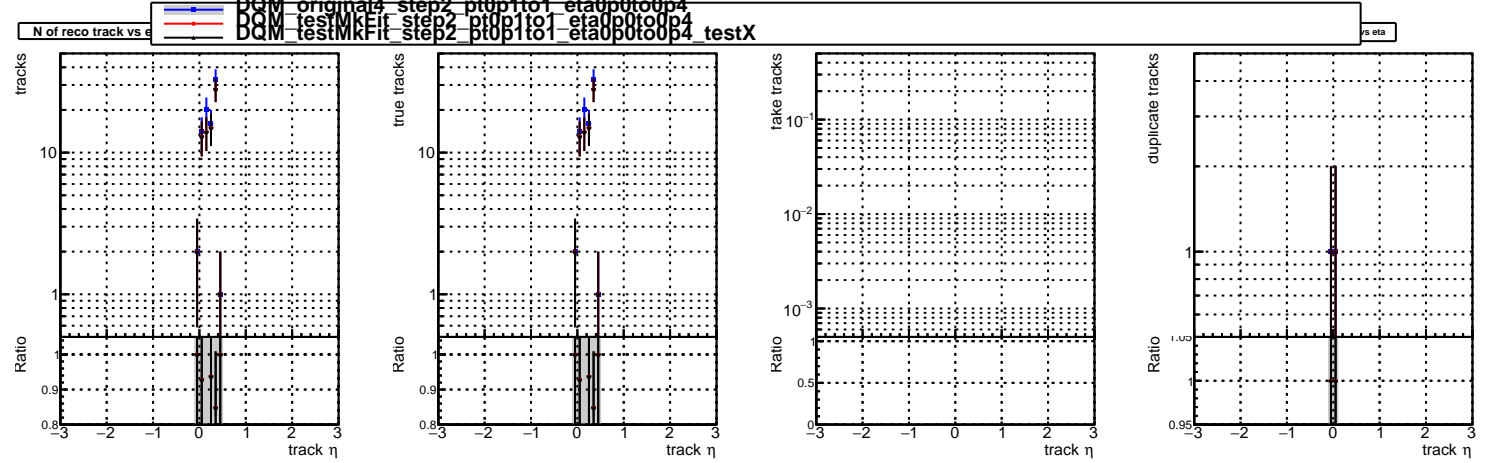 DQM_original4_step2_pt0p1to1_eta0p0to0p4
DQM_testMkFit_step2_pt0p1to1_eta0p0to0p4
DQM_testMkFit_step2_pt0p1to1_eta0p0to0p4_testX
N of reco track vs e
vs eta
tracks
10
1
Ratio
1
0.9
0.8
−3 −2 −1 0 1 2 3
track η
true tracks
10
1
Ratio
1
0.9
0.8
−3 −2 −1 0 1 2 3
track η
fake tracks
10−1
10−2
10−3
Ratio
1
0.5
0
−3 −2 −1 0 1 2 3
track η
duplicate tracks
1
Ratio
1.05
1
0.95
−3 −2 −1 0 1 2 3
track η